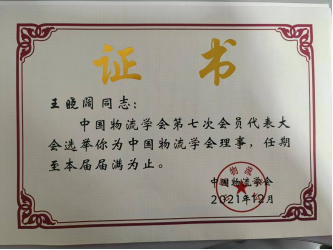 证 书
王晓阔 同志：
中国物流学会第七次会员代表大
会选举你为中国物流学会理事，任期
至本届届满为止。
中国物流学会
2021年12月